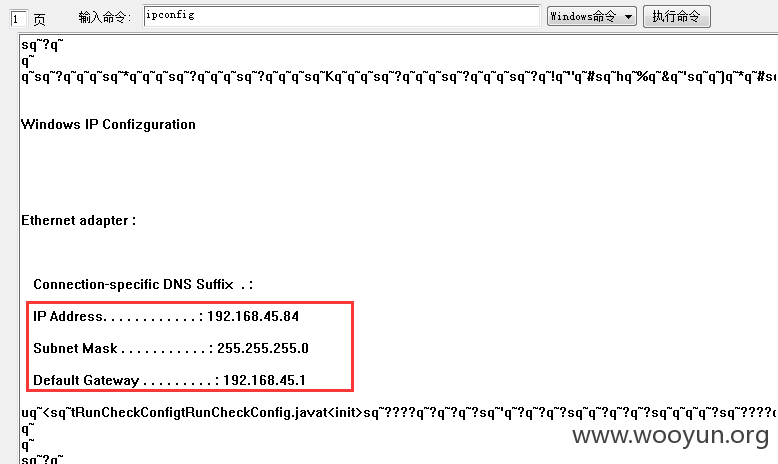 1 页 输入命令: ipconfig Windows命令 执行命令
sq~?q~
q~
q~sq~?q~q~q~sq~*q~q~q~sq~?q~q~q~sq~?q~q~q~sq~Kq~q~q~sq~?q~q~q~sq~?q~q~q~sq~?q~!q~"q~#sq~hq~%q~&q~'sq~q~)q~*q~#sq
Windows IP Confizguration
Ethernet adapter :
Connection-specific DNS Suffix . :
IP Address. . . . . . . . . . . . : 192.168.45.84
Subnet Mask . . . . . . . . . . . : 255.255.255.0
Default Gateway . . . . . . . . . : 192.168.45.1
uq~<sq~tRunCheckConfigtRunCheckConfig.javat<init>sq~????q~?q~?q~?sq~'q~?q~?q~?sq~q~?q~?q~?sq~q~q~q~?sq~????q
q~
q~
sq~?q~
www.wooyun.org